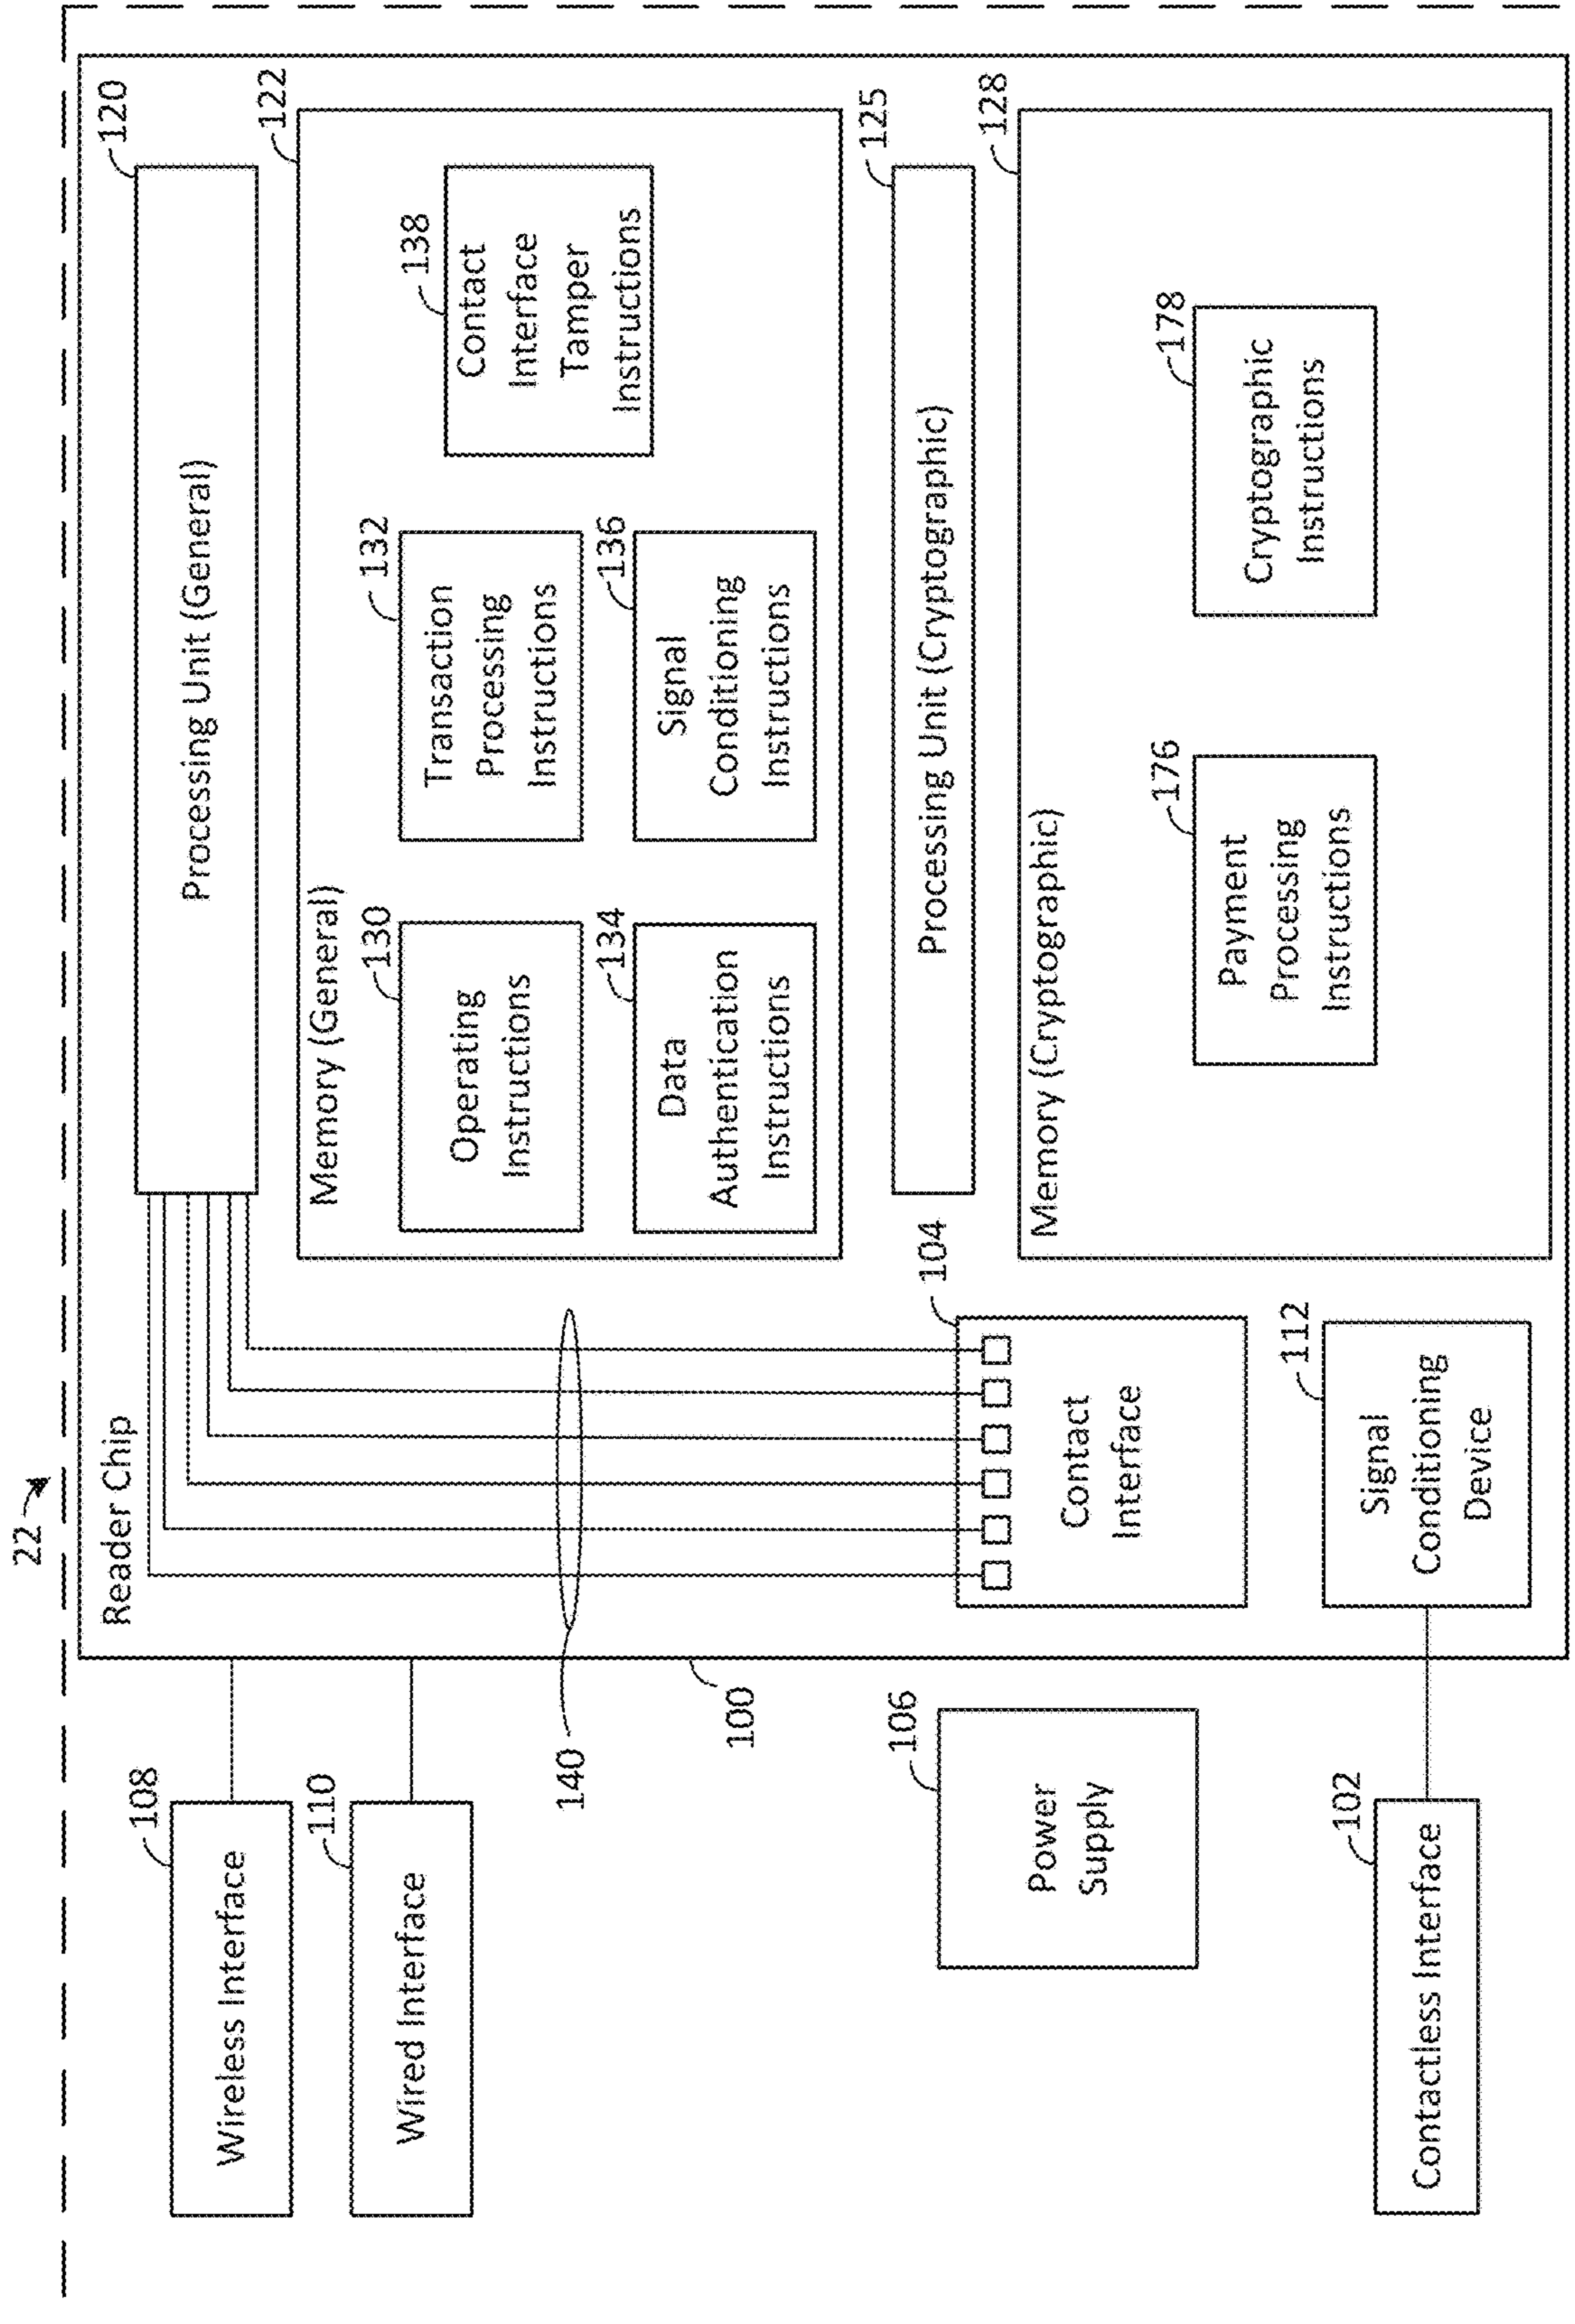 22
Reader Chip
120
Processing Unit (General)
108
Wireless Interface
110
Wired Interface
122
Memory (General)
130
Operating
Instructions
132
Transaction
Processing
Instructions
134
Data
Authentication
Instructions
136
Signal
Conditioning
Instructions
138
Contact
Interface
Tamper
Instructions
140
100
125
Processing Unit (Cryptographic)
106
Power
Supply
104
Contact
Interface
128
Memory (Cryptographic)
176
Payment
Processing
Instructions
178
Cryptographic
Instructions
102
Contactless Interface
112
Signal
Conditioning
Device